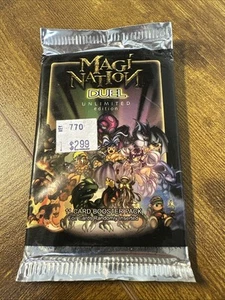 MAGI
NATION
DUEL
UNLIMITED
edition
770
$2.99
CARD BOOSTER PACK